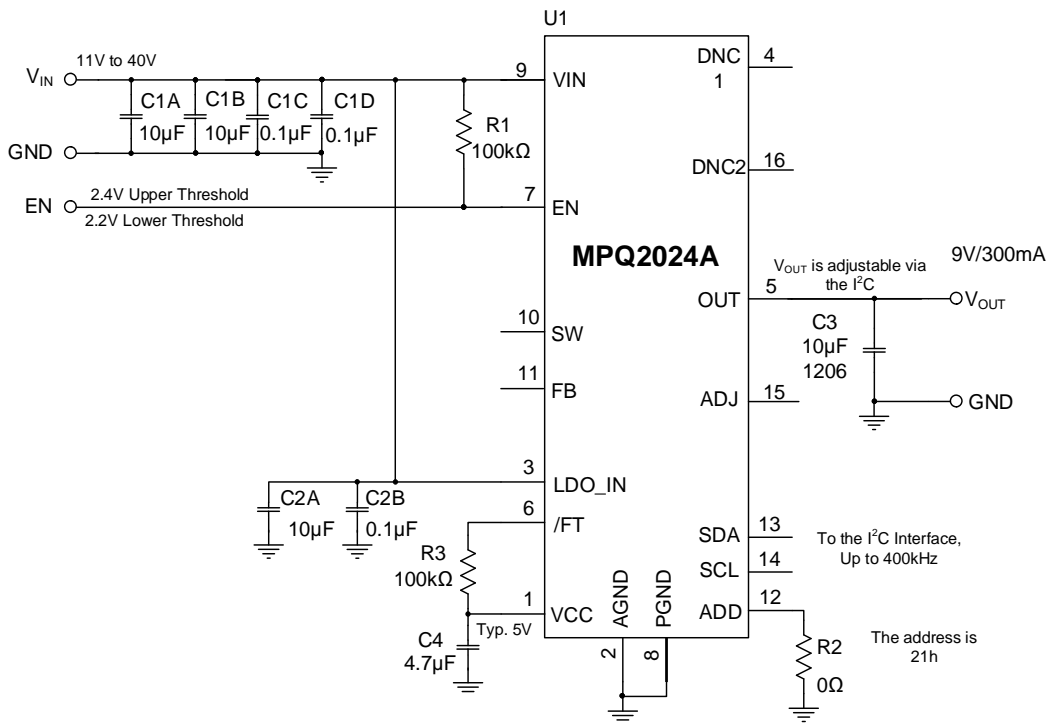 U1
V_IN
11V to 40V
9
VIN
DNC
1
4
C1A
10µF
C1B
10µF
C1C
0.1µF
C1D
0.1µF
R1
100kΩ
GND
DNC2
16
EN
2.4V Upper Threshold
2.2V Lower Threshold
7
EN
MPQ2024A
V_OUT is adjustable via
the I²C
9V/300mA
OUT
5
V_OUT
10
SW
C3
10µF
1206
11
FB
ADJ
15
GND
3
LDO_IN
C2A
10µF
C2B
0.1µF
6
/FT
R3
100kΩ
SDA
13
SCL
14
To the I²C Interface,
Up to 400kHz
1
VCC
Typ. 5V
C4
4.7µF
AGND
PGND
2
8
ADD
12
R2
0Ω
The address is
21h